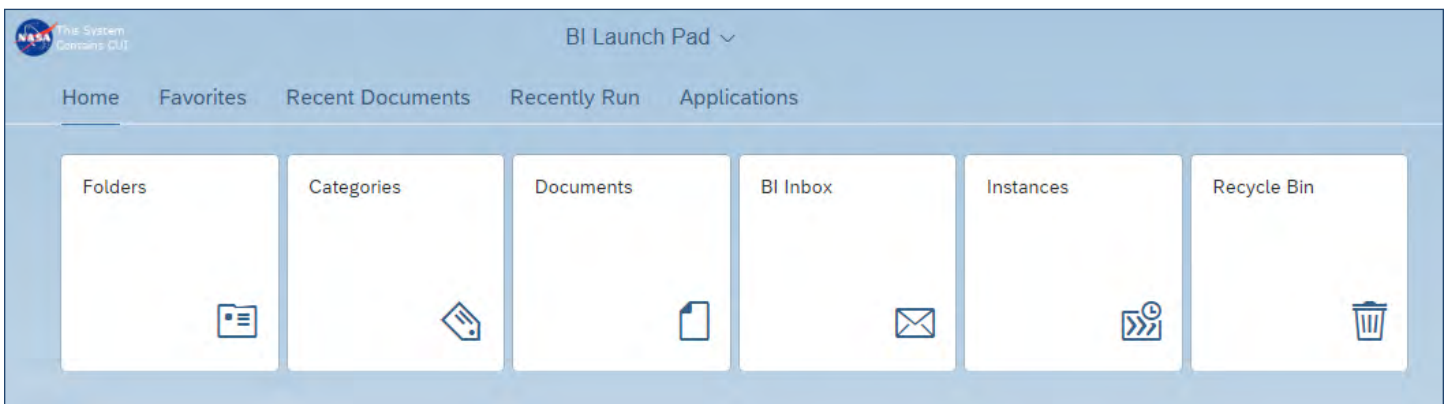 NASA
This System
Contains CUI
BI Launch Pad
Home Favorites Recent Documents Recently Run Applications
Folders Categories Documents BI Inbox Instances Recycle Bin